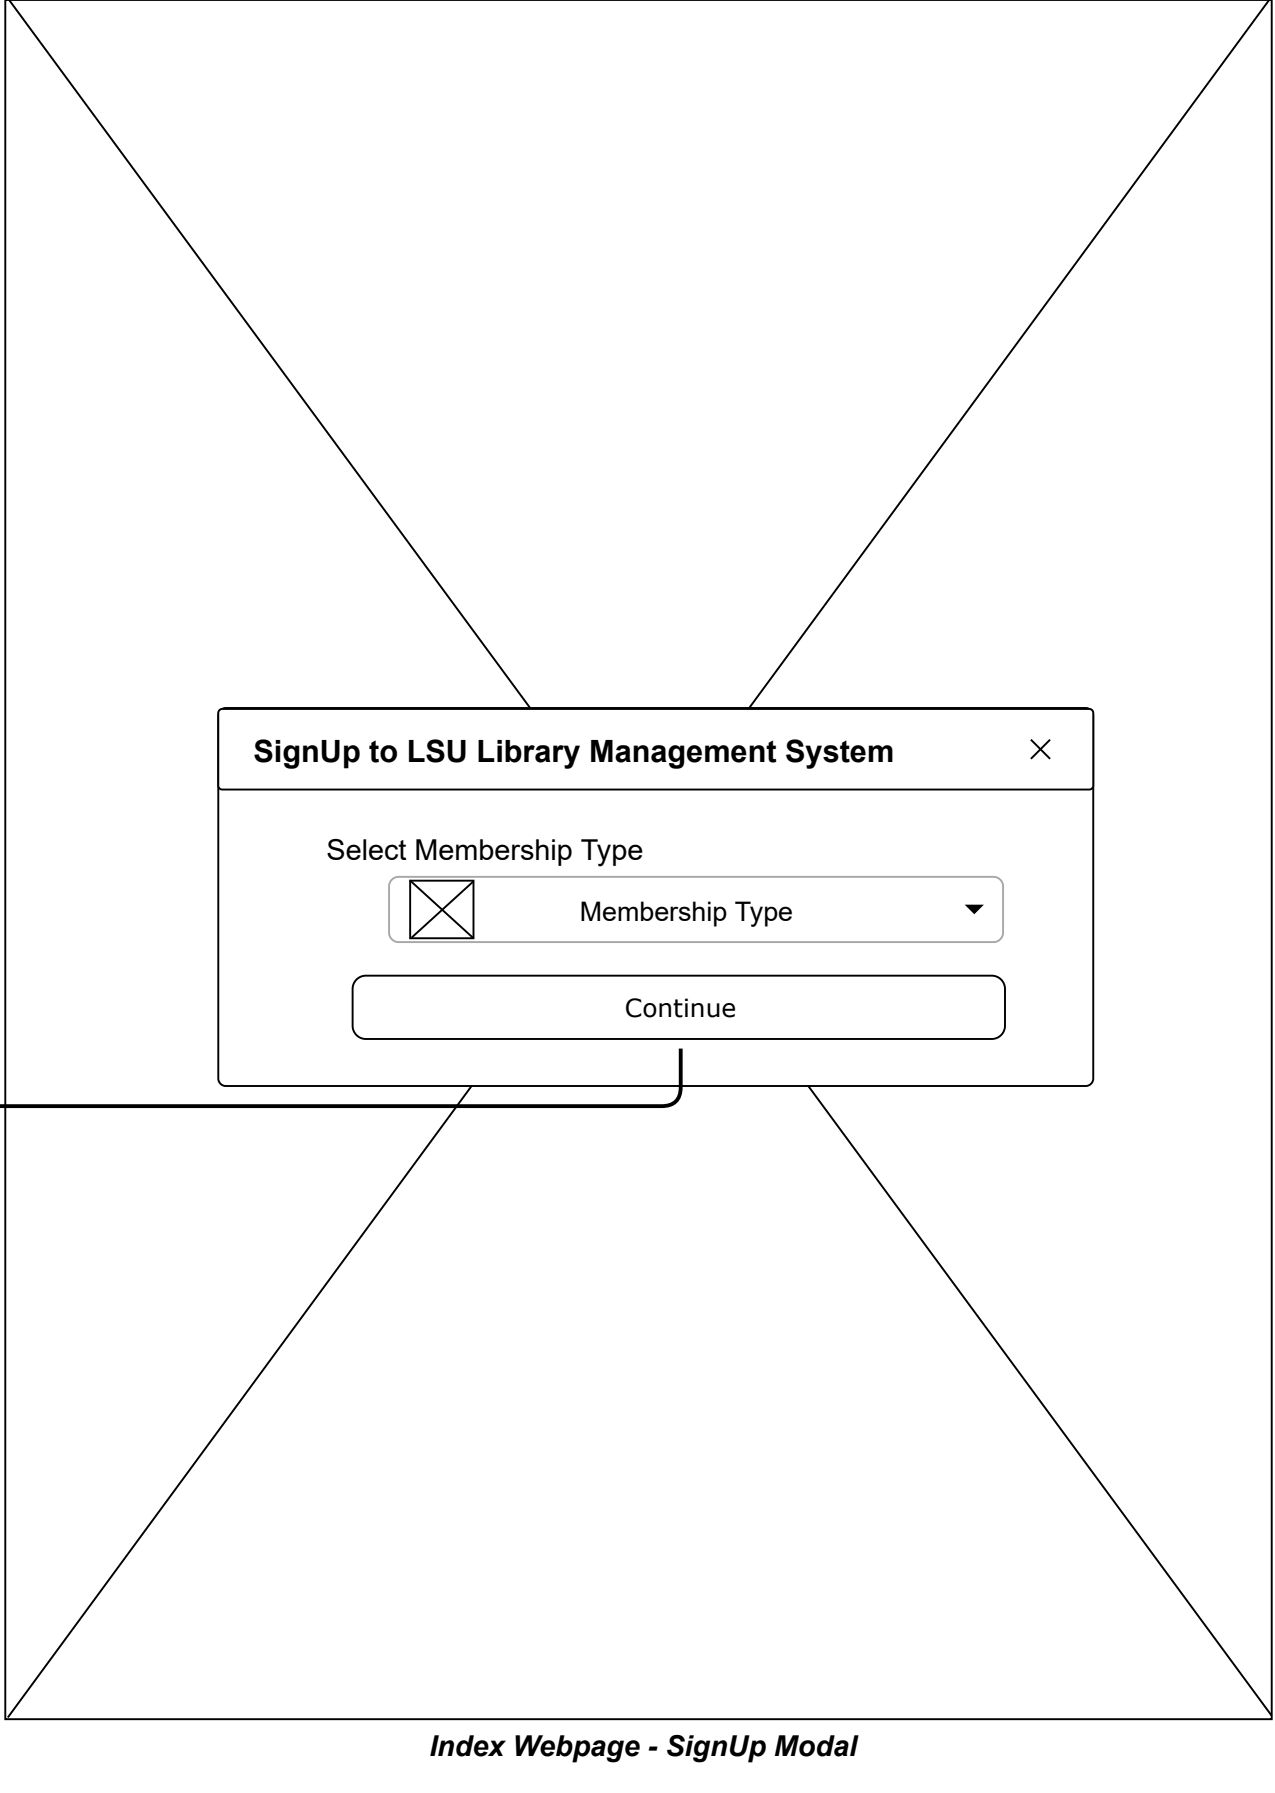 SignUp to LSU Library Management System
Select Membership Type
Membership Type
Continue
Index Webpage - SignUp Modal